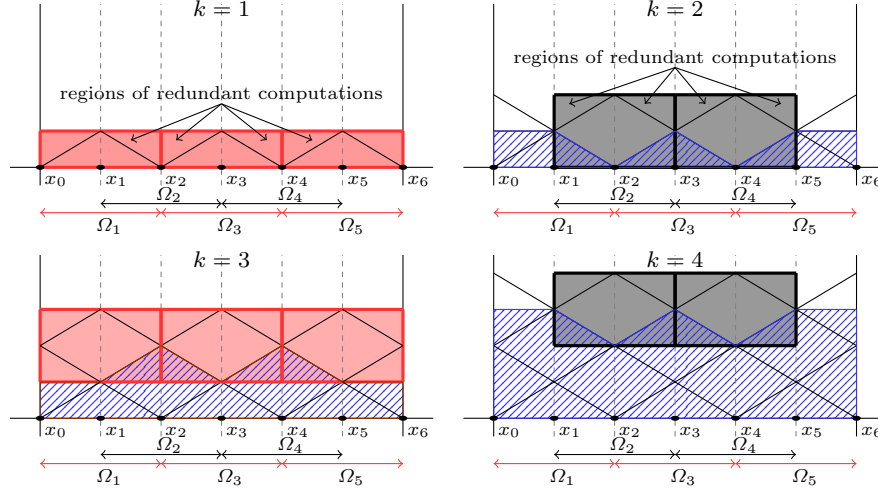 k = 1
regions of redundant computations
x₀ x₁ x₂ x₃ x₄ x₅ x₆
Ω₂ Ω₄
Ω₁ Ω₃ Ω₅
k = 2
regions of redundant computations
x₀ x₁ x₂ x₃ x₄ x₅ x₆
Ω₂ Ω₄
Ω₁ Ω₃ Ω₅
k = 3
x₀ x₁ x₂ x₃ x₄ x₅ x₆
Ω₂ Ω₄
Ω₁ Ω₃ Ω₅
k = 4
x₀ x₁ x₂ x₃ x₄ x₅ x₆
Ω₂ Ω₄
Ω₁ Ω₃ Ω₅